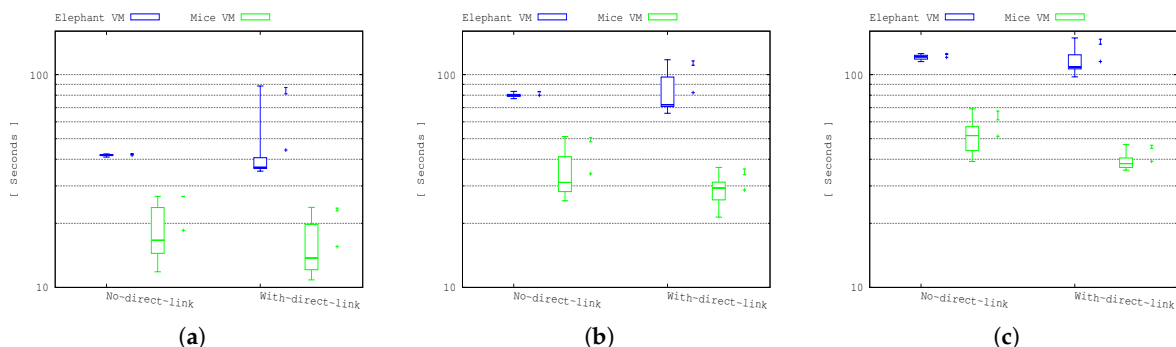 Elephant VM Mice VM
100
[ Seconds ]
10
No-direct-link With-direct-link
(a)
Elephant VM Mice VM
100
[ Seconds ]
10
No-direct-link With-direct-link
(b)
Elephant VM Mice VM
100
[ Seconds ]
10
No-direct-link With-direct-link
(c)